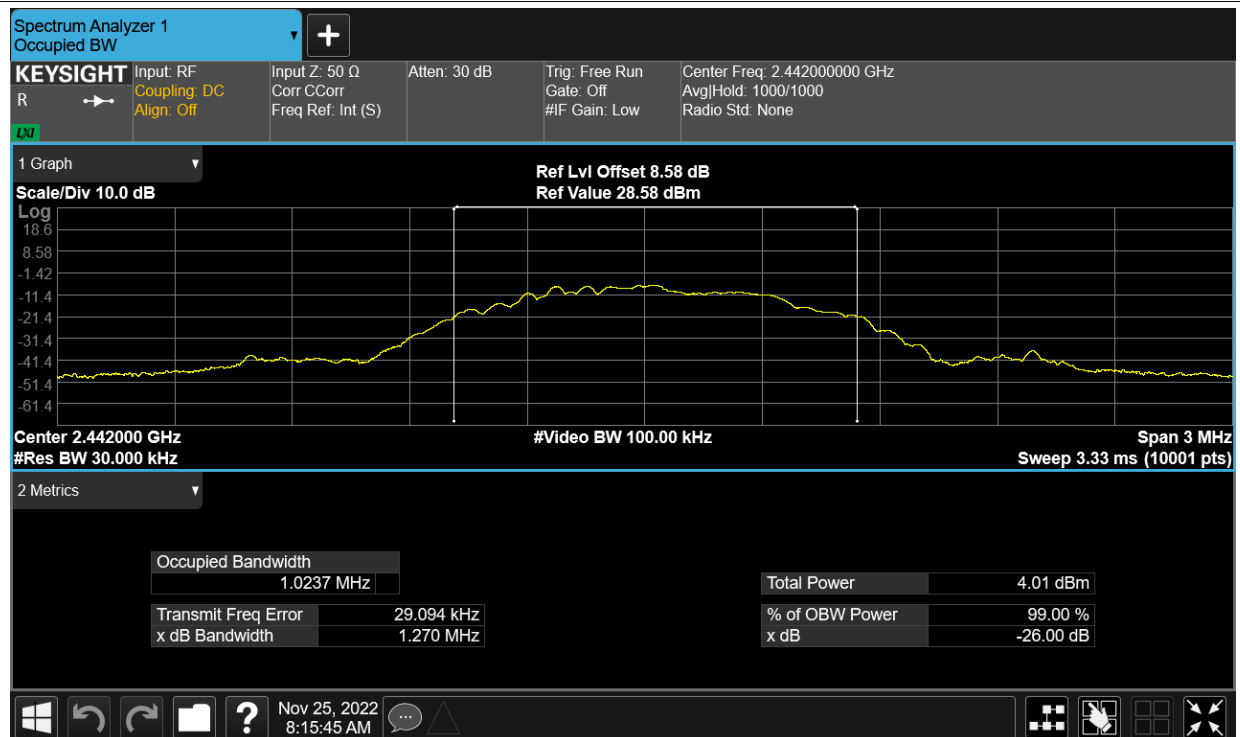 Spectrum Analyzer 1
Occupied BW
KEYSIGHT
R
LXI
Input: RF
Coupling: DC
Align: Off
Input Z: 50 Ω
Corr CCorr
Freq Ref: Int (S)
Atten: 30 dB
Trig: Free Run
Gate: Off
#IF Gain: Low
Center Freq: 2.442000000 GHz
Avg|Hold: 1000/1000
Radio Std: None
1 Graph
Scale/Div 10.0 dB
Ref Lvl Offset 8.58 dB
Ref Value 28.58 dBm
Log
18.6
8.58
-1.42
-11.4
-21.4
-31.4
-41.4
-51.4
-61.4
Center 2.442000 GHz
#Res BW 30.000 kHz
#Video BW 100.00 kHz
Span 3 MHz
Sweep 3.33 ms (10001 pts)
2 Metrics
Occupied Bandwidth
1.0237 MHz
Transmit Freq Error 29.094 kHz
x dB Bandwidth 1.270 MHz
Total Power 4.01 dBm
% of OBW Power 99.00 %
x dB -26.00 dB
?
Nov 25, 2022
8:15:45 AM